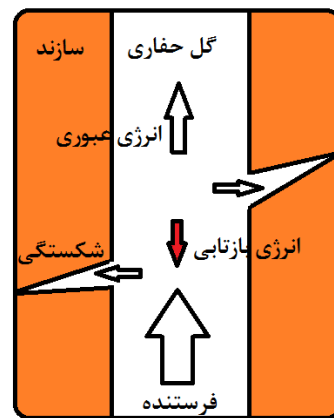 گل حفاری
سازند
انرژی عبوری
انرژی بازتابی
شکستگی
فرستنده